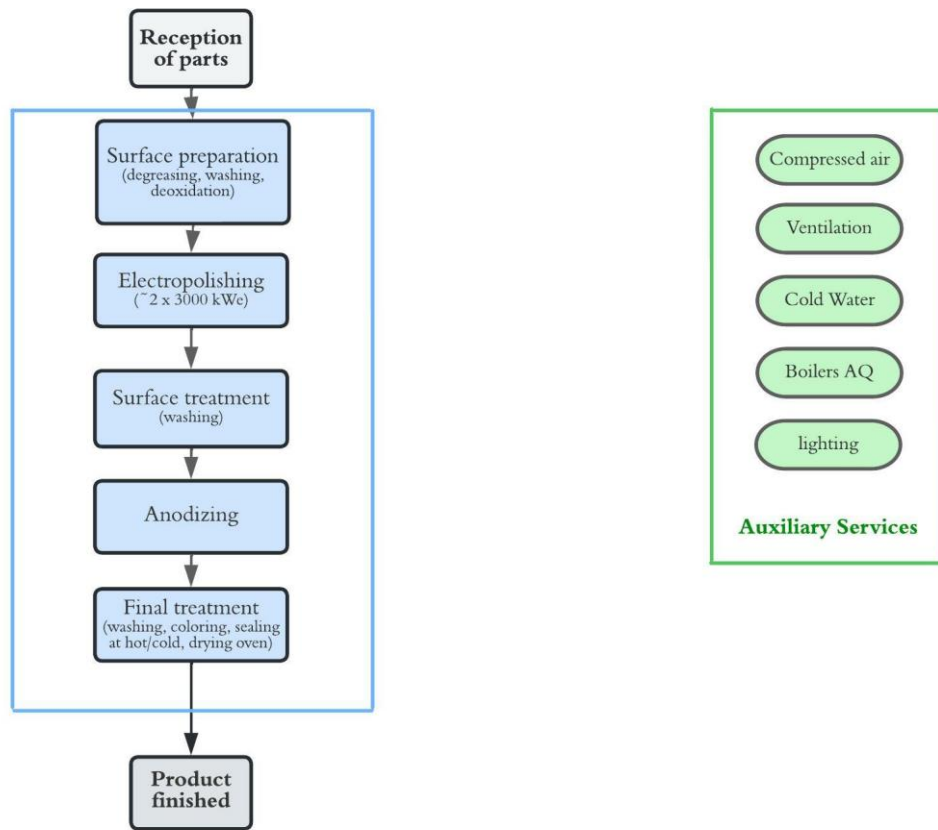 Reception
of parts
Surface preparation
(degreasing, washing,
deoxidation)
Electropolishing
(~2 x 3000 kWe)
Surface treatment
(washing)
Anodizing
Final treatment
(washing, coloring, sealing
at hot/cold, drying oven)
Product
finished
Compressed air
Ventilation
Cold Water
Boilers AQ
lighting
Auxiliary Services